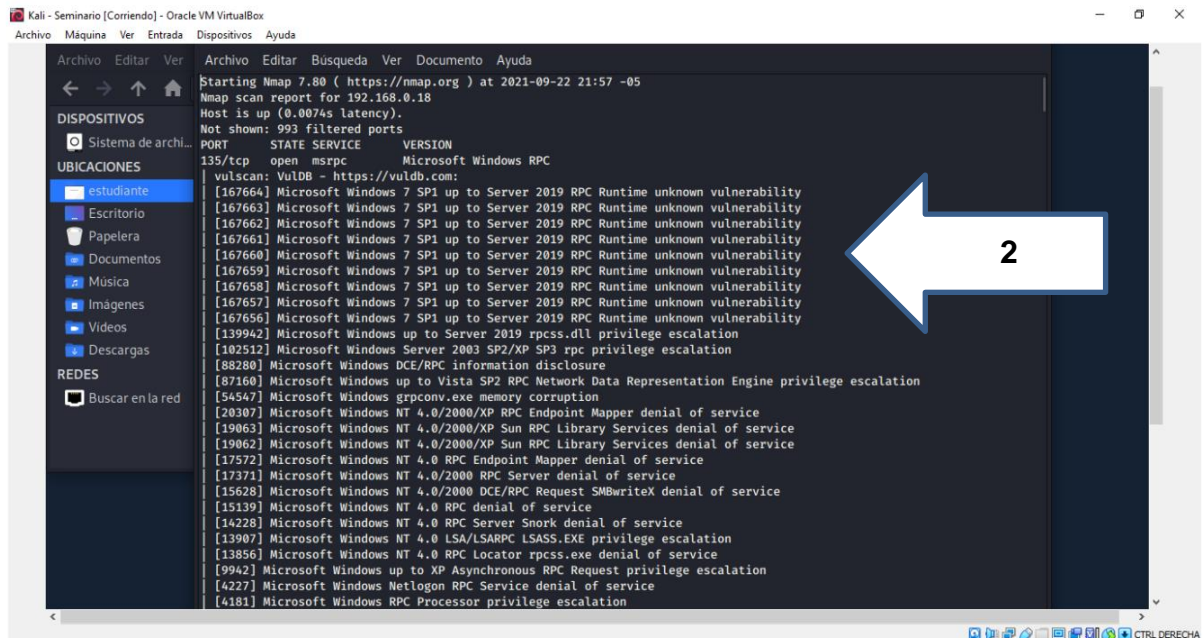 Kali - Seminario [Corriendo] - Oracle VM VirtualBox
Archivo Máquina Ver Entrada Dispositivos Ayuda
Archivo Editar Ver
DISPOSITIVOS
Sistema de archi...
UBICACIONES
estudiante
Escritorio
Papelera
Documentos
Música
Imágenes
Vídeos
Descargas
REDES
Buscar en la red
Archivo Editar Búsqueda Ver Documento Ayuda
Starting Nmap 7.80 ( https://nmap.org ) at 2021-09-22 21:57 -05
Nmap scan report for 192.168.0.18
Host is up (0.0074s latency).
Not shown: 993 filtered ports
PORT STATE SERVICE VERSION
135/tcp open msrpc Microsoft Windows RPC
| vulscan: VulDB - https://vuldb.com:
| [167664] Microsoft Windows 7 SP1 up to Server 2019 RPC Runtime unknown vulnerability
| [167663] Microsoft Windows 7 SP1 up to Server 2019 RPC Runtime unknown vulnerability
| [167662] Microsoft Windows 7 SP1 up to Server 2019 RPC Runtime unknown vulnerability
| [167661] Microsoft Windows 7 SP1 up to Server 2019 RPC Runtime unknown vulnerability
| [167660] Microsoft Windows 7 SP1 up to Server 2019 RPC Runtime unknown vulnerability
| [167659] Microsoft Windows 7 SP1 up to Server 2019 RPC Runtime unknown vulnerability
| [167658] Microsoft Windows 7 SP1 up to Server 2019 RPC Runtime unknown vulnerability
| [167657] Microsoft Windows 7 SP1 up to Server 2019 RPC Runtime unknown vulnerability
| [167656] Microsoft Windows 7 SP1 up to Server 2019 RPC Runtime unknown vulnerability
| [139942] Microsoft Windows up to Server 2019 rpcss.dll privilege escalation
| [102512] Microsoft Windows Server 2003 SP2/XP SP3 rpc privilege escalation
| [88280] Microsoft Windows DCE/RPC information disclosure
| [87160] Microsoft Windows up to Vista SP2 RPC Network Data Representation Engine privilege escalation
| [54547] Microsoft Windows grpconv.exe memory corruption
| [20307] Microsoft Windows NT 4.0/2000/XP RPC Endpoint Mapper denial of service
| [19063] Microsoft Windows NT 4.0/2000/XP Sun RPC Library Services denial of service
| [19062] Microsoft Windows NT 4.0/2000/XP Sun RPC Library Services denial of service
| [17572] Microsoft Windows NT 4.0 RPC Endpoint Mapper denial of service
| [17371] Microsoft Windows NT 4.0/2000 RPC Server denial of service
| [15628] Microsoft Windows NT 4.0/2000 DCE/RPC Request SMBwriteX denial of service
| [15139] Microsoft Windows NT 4.0 RPC denial of service
| [14228] Microsoft Windows NT 4.0 RPC Server Snork denial of service
| [13907] Microsoft Windows NT 4.0 LSA/LSARPC LSASS.EXE privilege escalation
| [13856] Microsoft Windows NT 4.0 RPC Locator rpcss.exe denial of service
| [9942] Microsoft Windows up to XP Asynchronous RPC Request privilege escalation
| [4227] Microsoft Windows Netlogon RPC Service denial of service
| [4181] Microsoft Windows RPC Processor privilege escalation
2
CTRL DERECHA